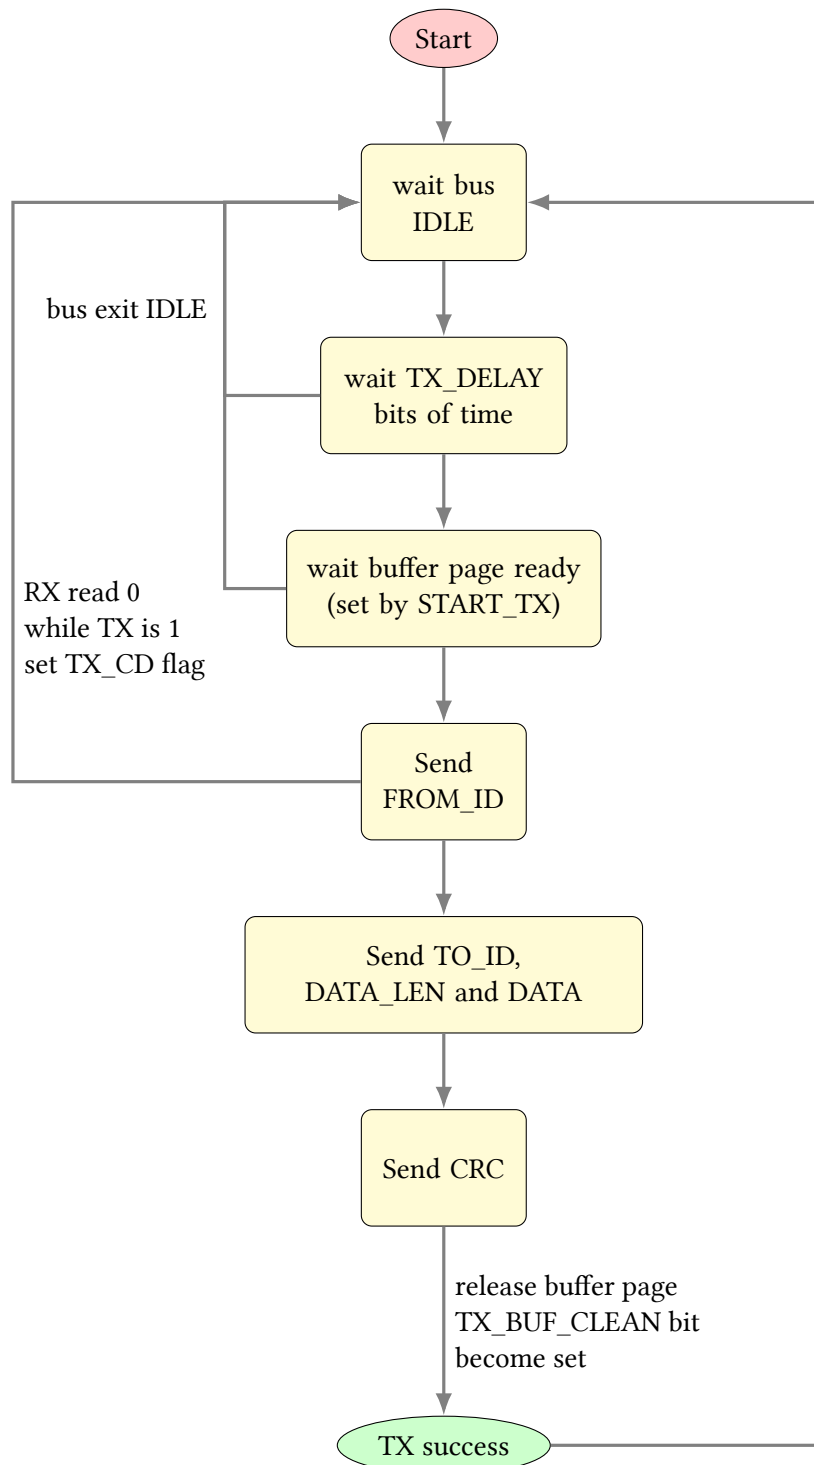 Start
wait bus
IDLE
bus exit IDLE
wait TX_DELAY
bits of time
wait buffer page ready
(set by START_TX)
RX read 0
while TX is 1
set TX_CD flag
Send
FROM_ID
Send TO_ID,
DATA_LEN and DATA
Send CRC
release buffer page
TX_BUF_CLEAN bit
become set
TX success